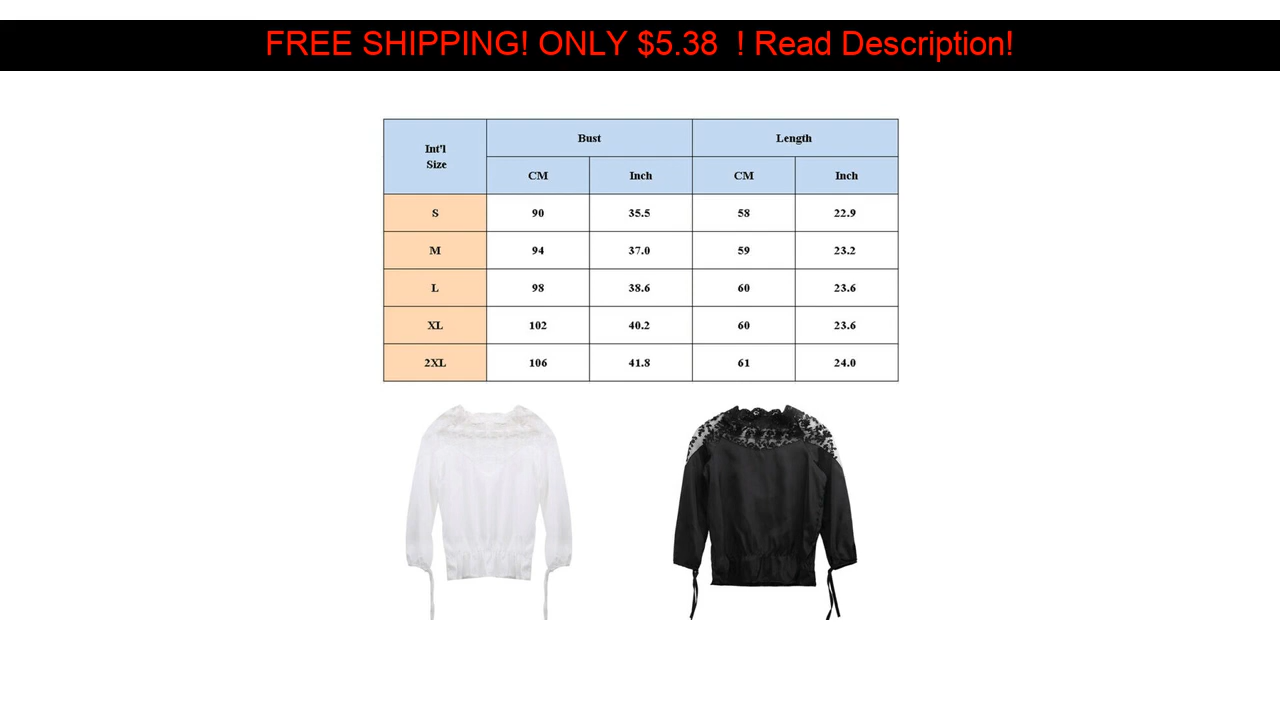 FREE SHIPPING! ONLY $5.38 ! Read Description!
Int'l
Size
Bust
Length
CM
Inch
CM
Inch
S 90 35.5 58 22.9
M 94 37.0 59 23.2
L 98 38.6 60 23.6
XL 102 40.2 60 23.6
2XL 106 41.8 61 24.0